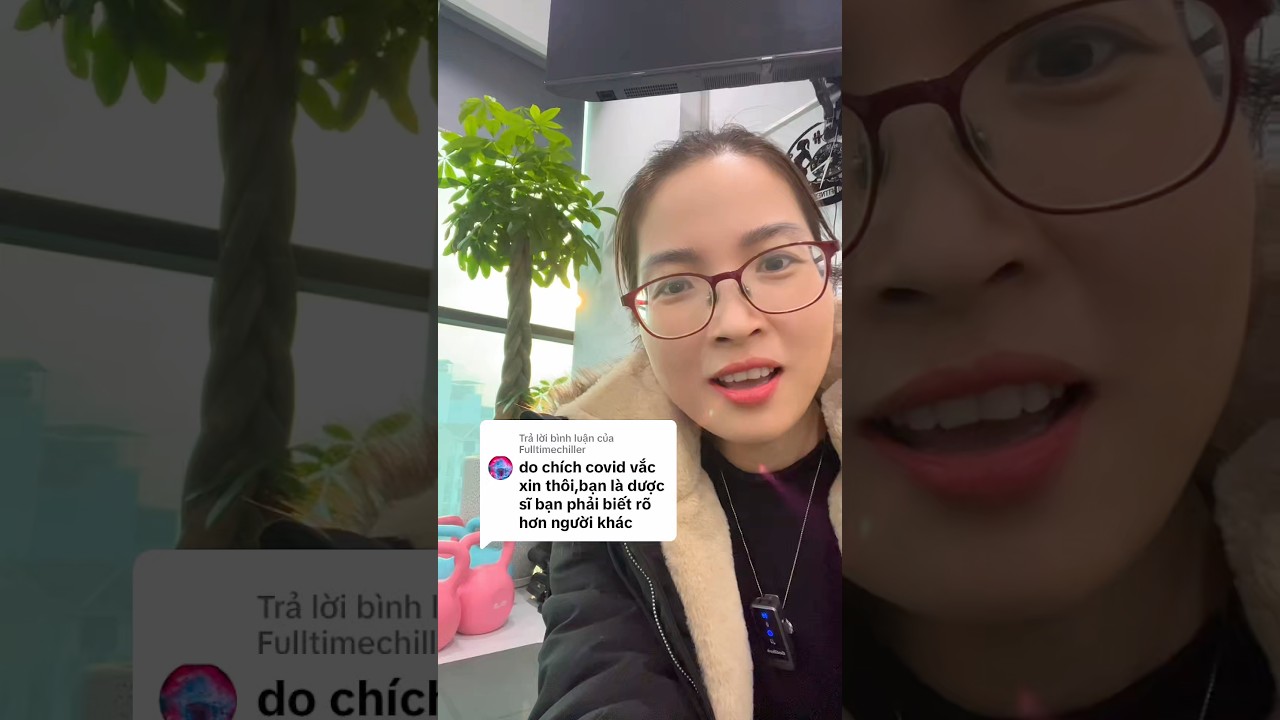 Trả lời bình luận của
Fulltimechiller
do chích covid vắc
xin thôi,bạn là dược
sĩ bạn phải biết rõ
hơn người khác
Trả lời bình l
Fulltimechill
do chích